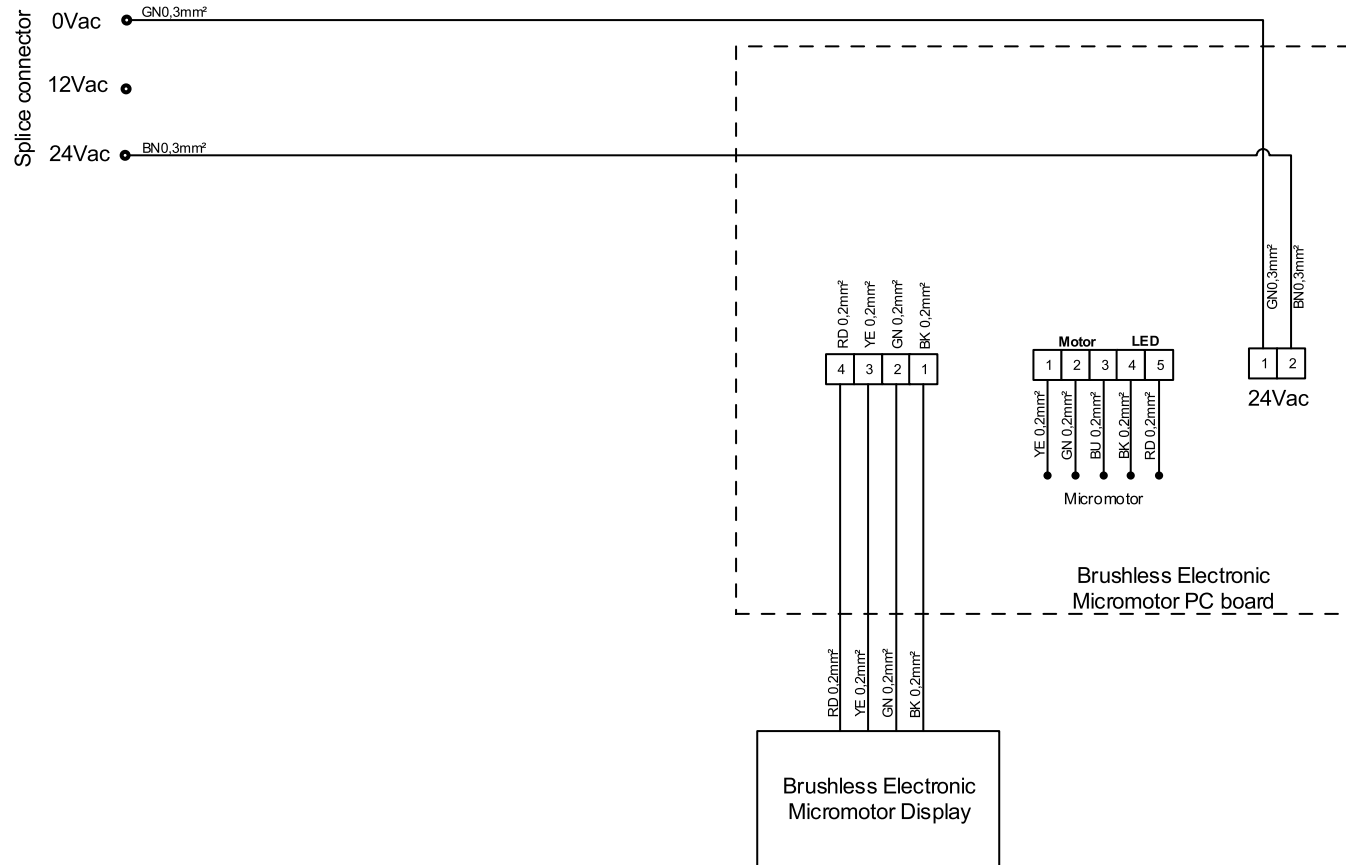 Splice connector
0Vac
GN0,3mm²
12Vac
24Vac
BN0,3mm²
GN0,3mm²
BN0,3mm²
RD 0,2mm²
YE 0,2mm²
GN 0,2mm²
BK 0,2mm²
4 3 2 1
Motor LED
1 2 3 4 5
1 2
24Vac
YE 0,2mm²
GN 0,2mm²
BU 0,2mm²
BK 0,2mm²
RD 0,2mm²
Micromotor
Brushless Electronic
Micromotor PC board
RD 0,2mm²
YE 0,2mm²
GN 0,2mm²
BK 0,2mm²
Brushless Electronic
Micromotor Display